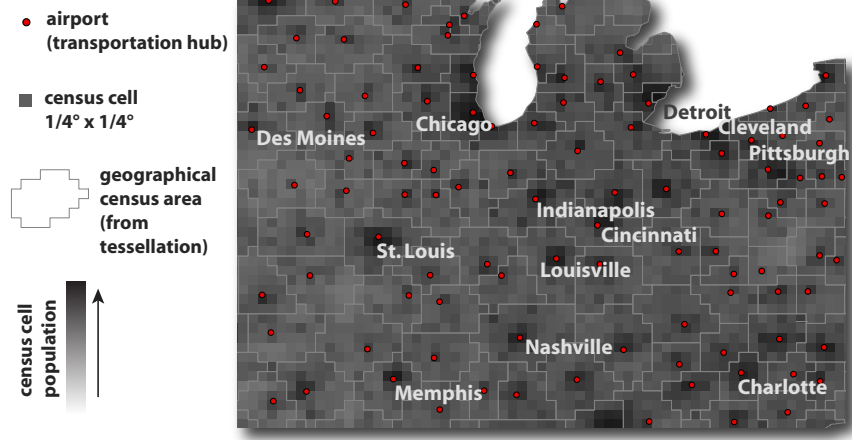 airport
(transportation hub)
census cell
1/4° x 1/4°
geographical
census area
(from
tessellation)
census cell
population
Detroit
Chicago
Cleveland
Des Moines
Pittsburgh
Indianapolis
Cincinnati
St. Louis
Louisville
Nashville
Memphis
Charlotte